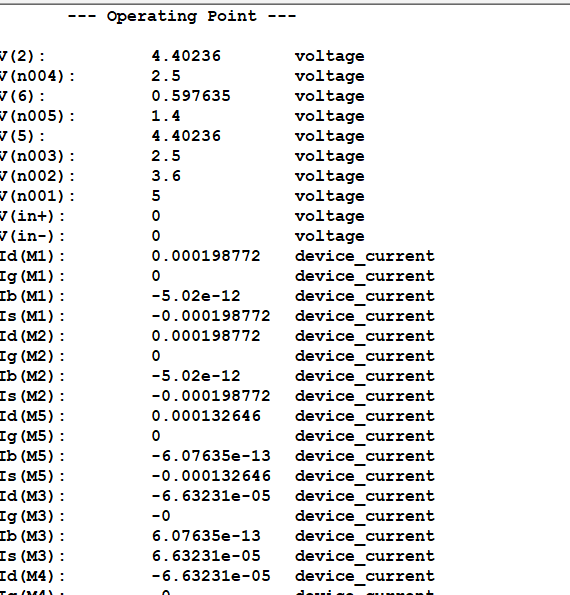 --- Operating Point ---
V(2): 4.40236 voltage
V(n004): 2.5 voltage
V(6): 0.597635 voltage
V(n005): 1.4 voltage
V(5): 4.40236 voltage
V(n003): 2.5 voltage
V(n002): 3.6 voltage
V(n001): 5 voltage
V(in+): 0 voltage
V(in-): 0 voltage
Id(M1): 0.000198772 device_current
Ig(M1): 0 device_current
Ib(M1): -5.02e-12 device_current
Is(M1): -0.000198772 device_current
Id(M2): 0.000198772 device_current
Ig(M2): 0 device_current
Ib(M2): -5.02e-12 device_current
Is(M2): -0.000198772 device_current
Id(M5): 0.000132646 device_current
Ig(M5): 0 device_current
Ib(M5): -6.07635e-13 device_current
Is(M5): -0.000132646 device_current
Id(M3): -6.63231e-05 device_current
Ig(M3): -0 device_current
Ib(M3): 6.07635e-13 device_current
Is(M3): 6.63231e-05 device_current
Id(M4): -6.63231e-05 device_current